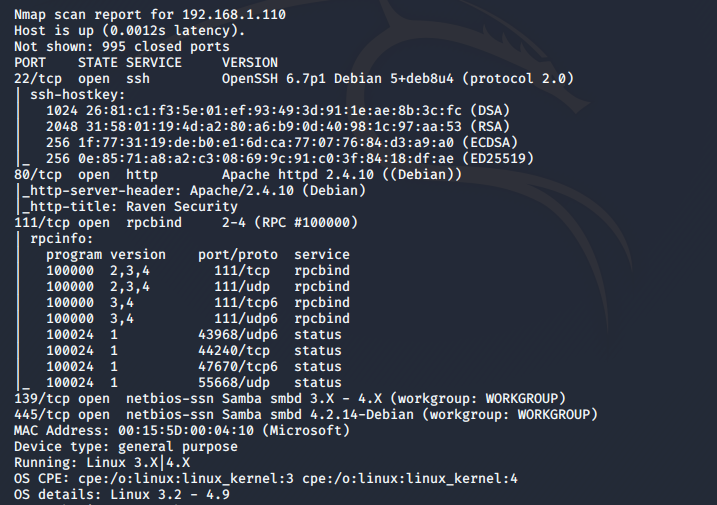 Nmap scan report for 192.168.1.110
Host is up (0.0012s latency).
Not shown: 995 closed ports
PORT    STATE SERVICE     VERSION
22/tcp  open  ssh         OpenSSH 6.7p1 Debian 5+deb8u4 (protocol 2.0)
| ssh-hostkey:
|   1024 26:81:c1:f3:5e:01:ef:93:49:3d:91:1e:ae:8b:3c:fc (DSA)
|   2048 31:58:01:19:4d:a2:80:a6:b9:0d:40:98:1c:97:aa:53 (RSA)
|   256 1f:77:31:19:de:b0:e1:6d:ca:77:07:76:84:d3:a9:a0 (ECDSA)
|_  256 0e:85:71:a8:a2:c3:08:69:9c:91:c0:3f:84:18:df:ae (ED25519)
80/tcp  open  http        Apache httpd 2.4.10 ((Debian))
|_http-server-header: Apache/2.4.10 (Debian)
|_http-title: Raven Security
111/tcp open  rpcbind     2-4 (RPC #100000)
| rpcinfo:
|   program version    port/proto  service
|   100000  2,3,4        111/tcp   rpcbind
|   100000  2,3,4        111/udp   rpcbind
|   100000  3,4          111/tcp6  rpcbind
|   100000  3,4          111/udp6  rpcbind
|   100024  1          43968/udp6  status
|   100024  1          44240/tcp   status
|   100024  1          47670/tcp6  status
|_  100024  1          55668/udp   status
139/tcp open  netbios-ssn Samba smbd 3.X - 4.X (workgroup: WORKGROUP)
445/tcp open  netbios-ssn Samba smbd 4.2.14-Debian (workgroup: WORKGROUP)
MAC Address: 00:15:5D:00:04:10 (Microsoft)
Device type: general purpose
Running: Linux 3.X|4.X
OS CPE: cpe:/o:linux:linux_kernel:3 cpe:/o:linux:linux_kernel:4
OS details: Linux 3.2 - 4.9